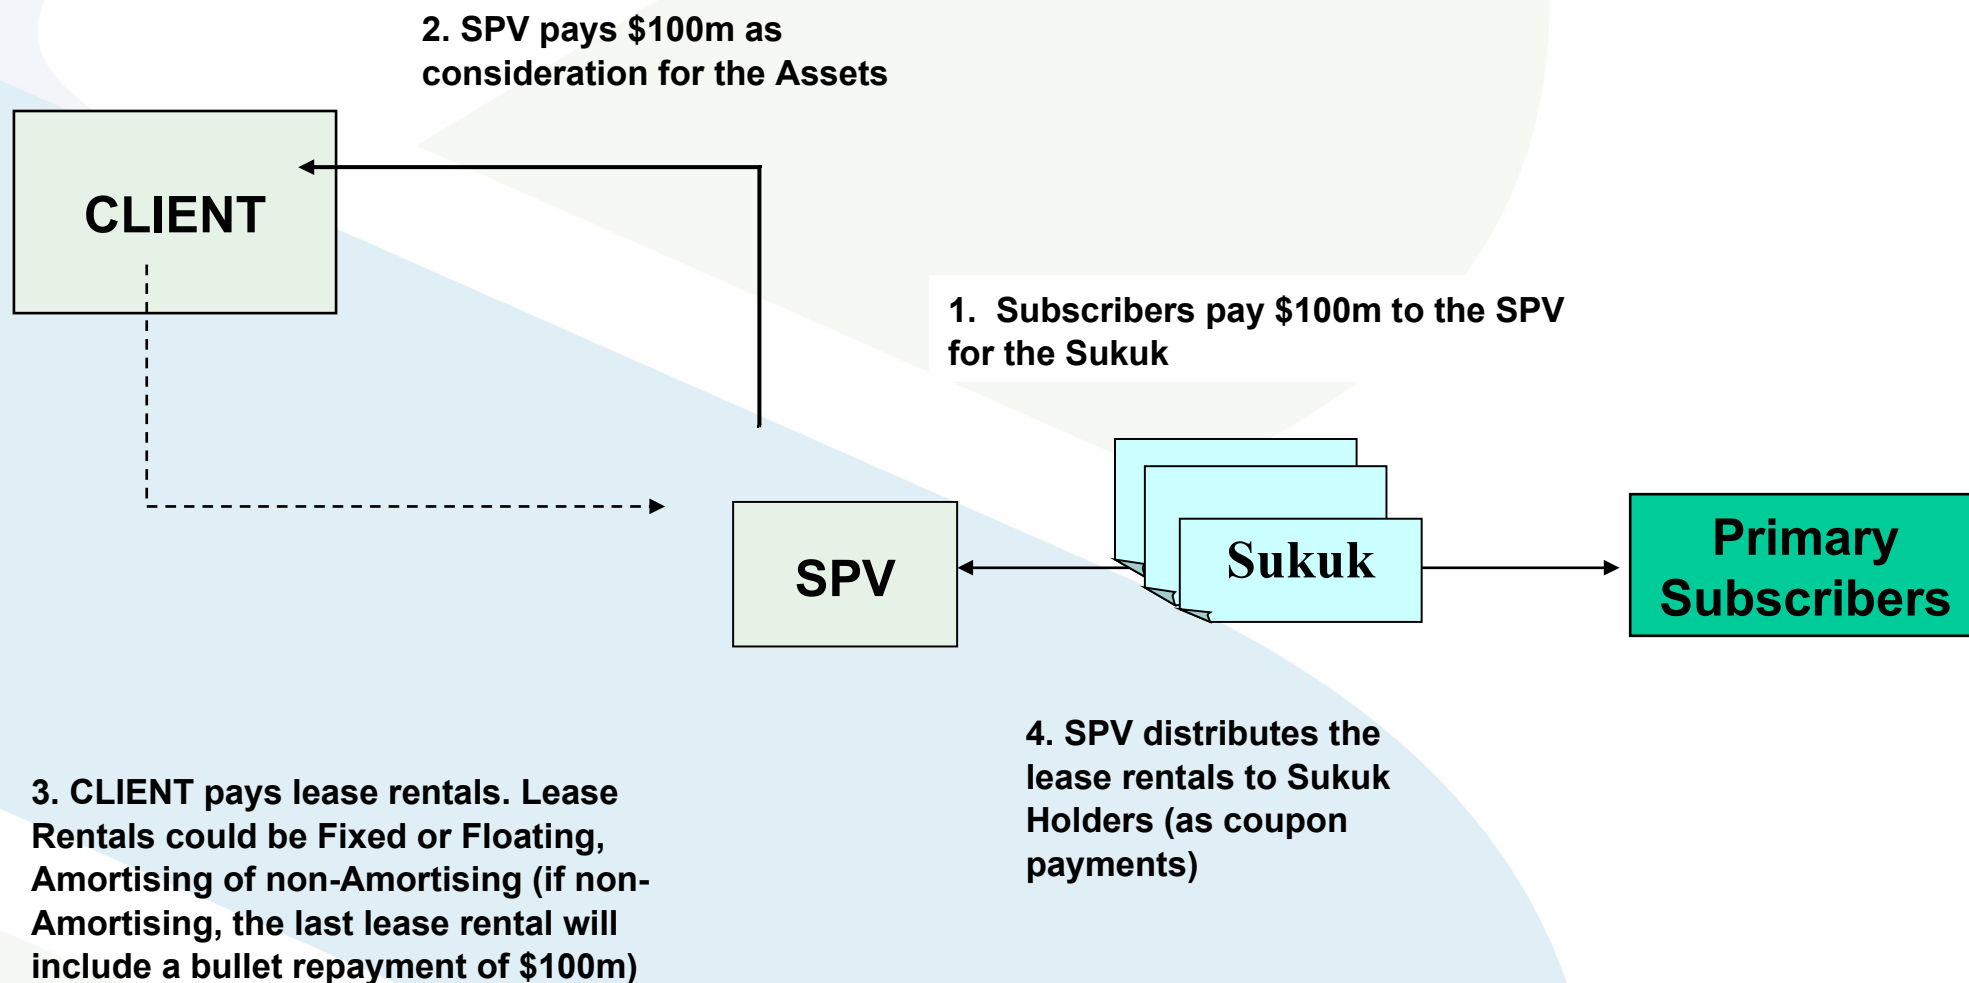 2. SPV pays $100m as
consideration for the Assets
CLIENT
1. Subscribers pay $100m to the SPV
for the Sukuk
Sukuk
Primary
Subscribers
SPV
4. SPV distributes the
lease rentals to Sukuk
Holders (as coupon
payments)
3. CLIENT pays lease rentals. Lease
Rentals could be Fixed or Floating,
Amortising of non-Amortising (if non-
Amortising, the last lease rental will
include a bullet repayment of $100m)